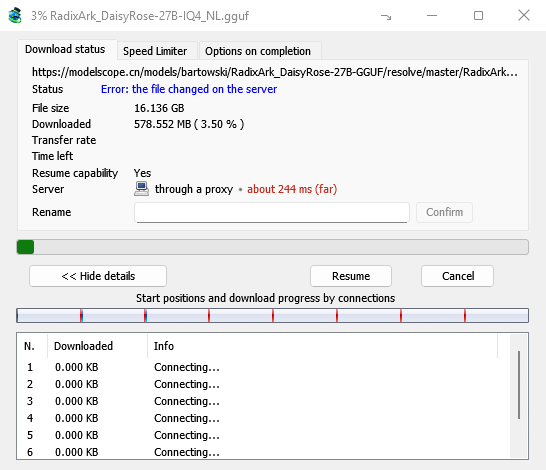 3% RadixArk_DaisyRose-27B-IQ4_NL.gguf
Download status
Speed Limiter
Options on completion
https://modelscope.cn/models/bartowski/RadixArk_DaisyRose-27B-GGUF/resolve/master/RadixArk...
Status Error: the file changed on the server
File size 16.136 GB
Downloaded 578.552 MB ( 3.50 % )
Transfer rate
Time left
Resume capability Yes
Server through a proxy • about 244 ms (far)
Rename Confirm
<< Hide details Resume Cancel
Start positions and download progress by connections
N. Downloaded Info
1 0.000 KB Connecting...
2 0.000 KB Connecting...
3 0.000 KB Connecting...
4 0.000 KB Connecting...
5 0.000 KB Connecting...
6 0.000 KB Connecting...